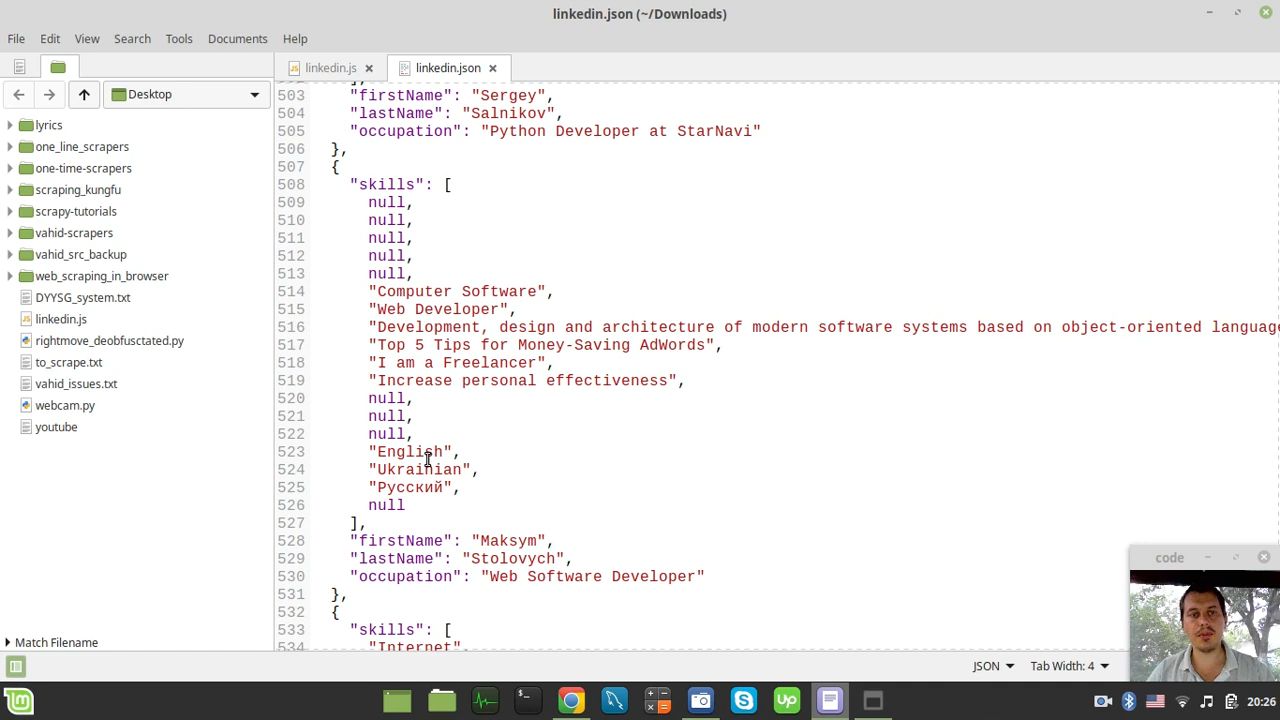 linkedin.json (~/Downloads)
File Edit View Search Tools Documents Help
linkedin.js
linkedin.json
Desktop
lyrics
one_line_scrapers
one-time-scrapers
scraping_kungfu
scrapy-tutorials
vahid-scrapers
vahid_src_backup
web_scraping_in_browser
DYYSG_system.txt
linkedin.js
rightmove_deobfusctated.py
to_scrape.txt
vahid_issues.txt
webcam.py
youtube
Match Filename
503 "firstName": "Sergey",
504 "lastName": "Salnikov",
505 "occupation": "Python Developer at StarNavi"
506 },
507 {
508 "skills": [
509 null,
510 null,
511 null,
512 null,
513 null,
514 "Computer Software",
515 "Web Developer",
516 "Development, design and architecture of modern software systems based on object-oriented language
517 "Top 5 Tips for Money-Saving AdWords",
518 "I am a Freelancer",
519 "Increase personal effectiveness",
520 null,
521 null,
522 null,
523 "English",
524 "Ukrainian",
525 "Русский",
526 null
527 ],
528 "firstName": "Maksym",
529 "lastName": "Stolovych",
530 "occupation": "Web Software Developer"
531 },
532 {
533 "skills": [
534 "Internet",
code
JSON Tab Width: 4
Up
20:26